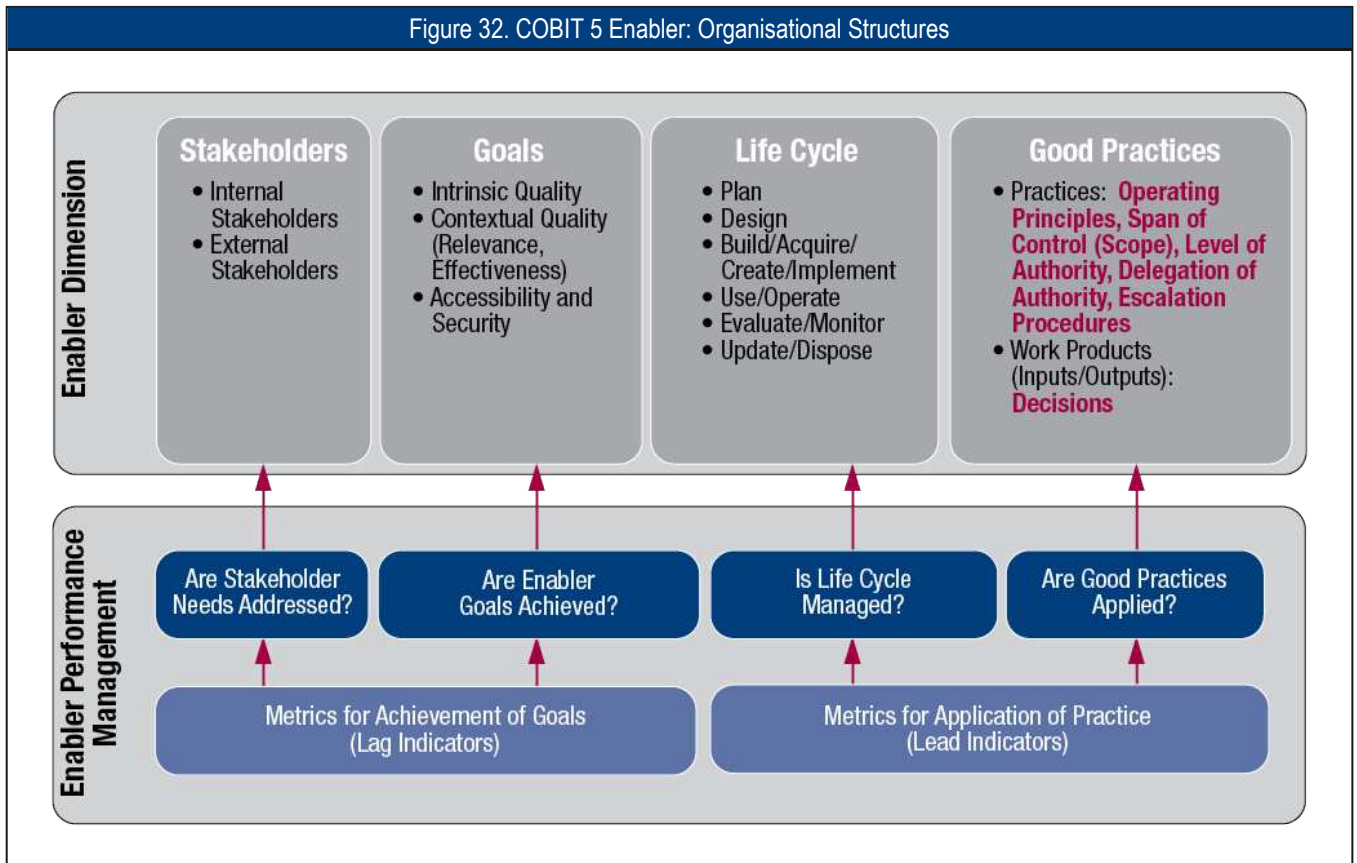 Figure 32. COBIT 5 Enabler: Organisational Structures
Enabler Dimension
Stakeholders
• Internal
Stakeholders
• External
Stakeholders
Goals
• Intrinsic Quality
• Contextual Quality
(Relevance,
Effectiveness)
• Accessibility and
Security
Life Cycle
• Plan
• Design
• Build/Acquire/
Create/Implement
• Use/Operate
• Evaluate/Monitor
• Update/Dispose
Good Practices
• Practices: Operating
Principles, Span of
Control (Scope), Level of
Authority, Delegation of
Authority, Escalation
Procedures
• Work Products
(Inputs/Outputs):
Decisions
Enabler Performance
Management
Are Stakeholder
Needs Addressed?
Are Enabler
Goals Achieved?
Is Life Cycle
Managed?
Are Good Practices
Applied?
Metrics for Achievement of Goals
(Lag Indicators)
Metrics for Application of Practice
(Lead Indicators)